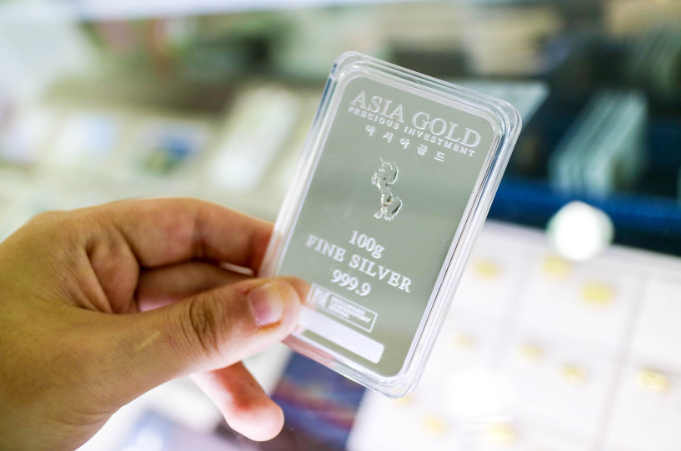 ASIA GOLD
PRECIOUS INVESTMENT
아시아골드
100g
FINE SILVER
999.9